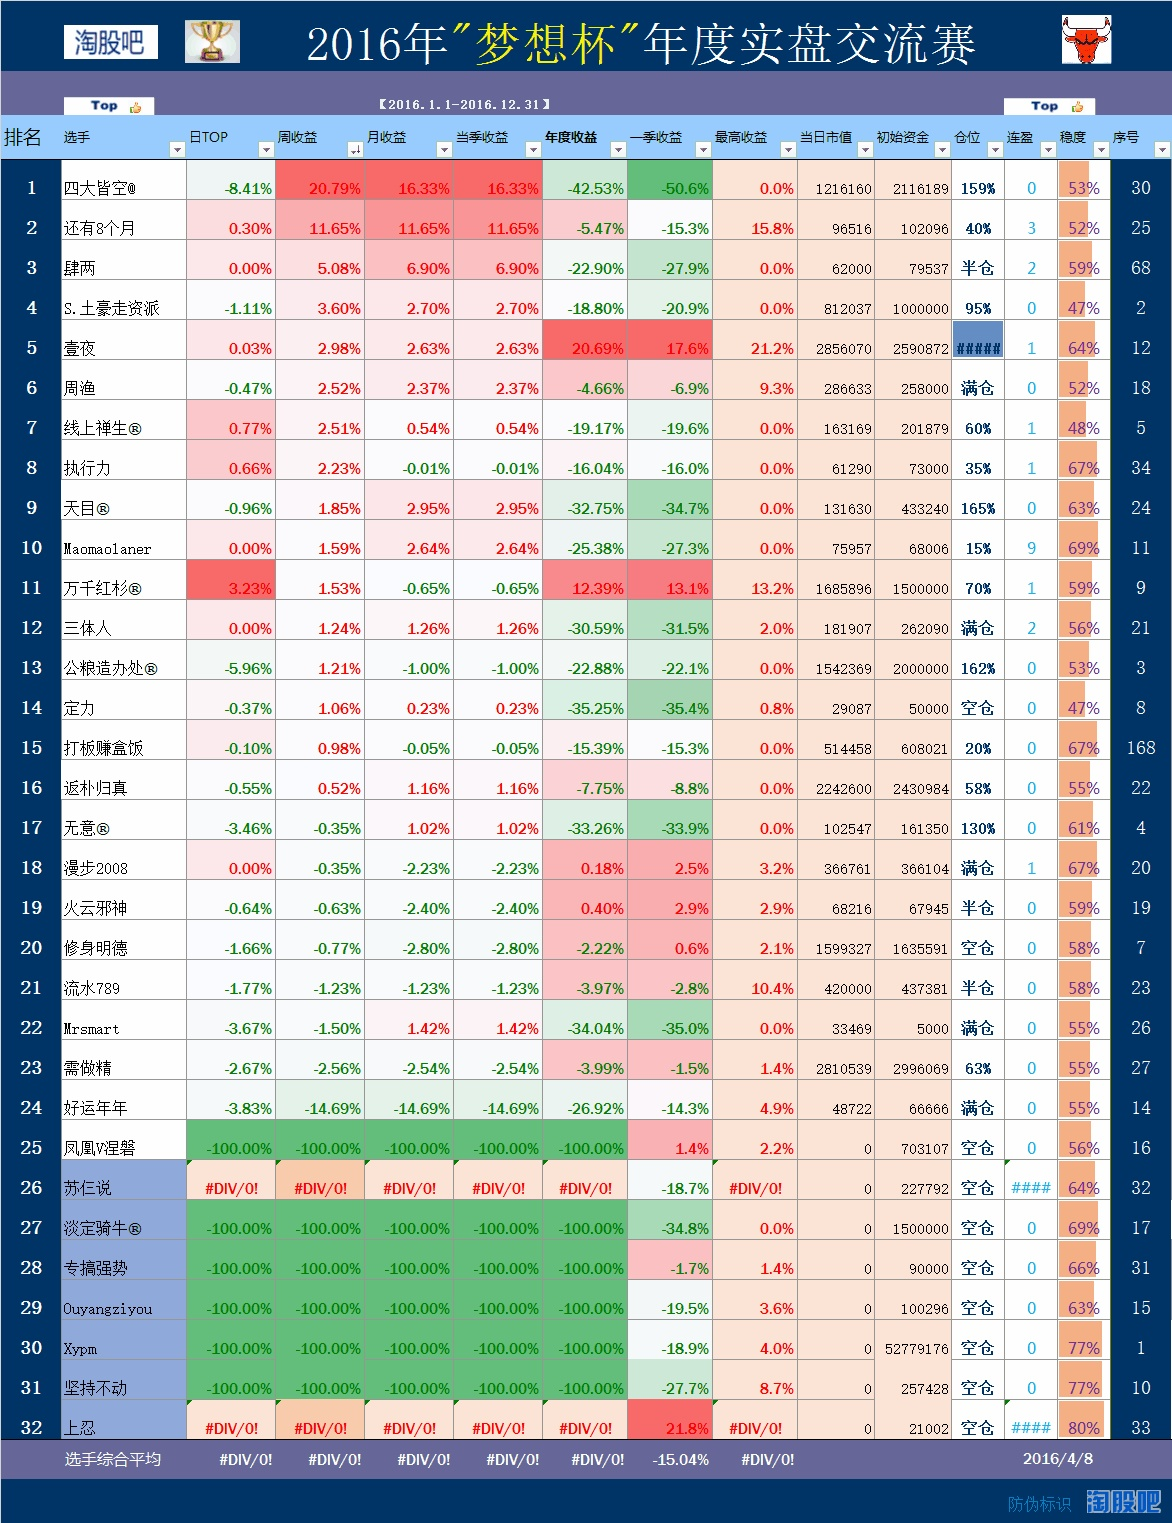 淘股吧 2016年"梦想杯"年度实盘交流赛
Top 【2016.1.1-2016.12.31】 Top
排名 选手 日TOP 周收益 月收益 当季收益 年度收益 一季收益 最高收益 当日市值 初始资金 仓位 连盈 稳度 序号
1 四大皆空@ -8.41% 20.79% 16.33% 16.33% -42.53% -50.6% 0.0% 1216160 2116189 159% 0 53% 30
2 还有8个月 0.30% 11.65% 11.65% 11.65% -5.47% -15.3% 15.8% 96516 102096 40% 3 52% 25
3 肆两 0.00% 5.08% 6.90% 6.90% -22.90% -27.9% 0.0% 62000 79537 半仓 2 59% 68
4 S.土豪走资派 -1.11% 3.60% 2.70% 2.70% -18.80% -20.9% 0.0% 812037 1000000 95% 0 47% 2
5 壹夜 0.03% 2.98% 2.63% 2.63% 20.69% 17.6% 21.2% 2856070 2590872 ##### 1 64% 12
6 周渔 -0.47% 2.52% 2.37% 2.37% -4.66% -6.9% 9.3% 286633 258000 满仓 0 52% 18
7 线上禅生® 0.77% 2.51% 0.54% 0.54% -19.17% -19.6% 0.0% 163169 201879 60% 1 48% 5
8 执行力 0.66% 2.23% -0.01% -0.01% -16.04% -16.0% 0.0% 61290 73000 35% 1 67% 34
9 天目® -0.96% 1.85% 2.95% 2.95% -32.75% -34.7% 0.0% 131630 433240 165% 0 63% 24
10 Maomaolaner 0.00% 1.59% 2.64% 2.64% -25.38% -27.3% 0.0% 75957 68006 15% 9 69% 11
11 万千红杉® 3.23% 1.53% -0.65% -0.65% 12.39% 13.1% 13.2% 1685896 1500000 70% 1 59% 9
12 三体人 0.00% 1.24% 1.26% 1.26% -30.59% -31.5% 2.0% 181907 262090 满仓 2 56% 21
13 公粮造办处® -5.96% 1.21% -1.00% -1.00% -22.88% -22.1% 0.0% 1542369 2000000 162% 0 53% 3
14 定力 -0.37% 1.06% 0.23% 0.23% -35.25% -35.4% 0.8% 29087 50000 空仓 0 47% 8
15 打板赚盒饭 -0.10% 0.98% -0.05% -0.05% -15.39% -15.3% 0.0% 514458 608021 20% 0 67% 168
16 返朴归真 -0.55% 0.52% 1.16% 1.16% -7.75% -8.8% 0.0% 2242600 2430984 58% 0 55% 22
17 无意® -3.46% -0.35% 1.02% 1.02% -33.26% -33.9% 0.0% 102547 161350 130% 0 61% 4
18 漫步2008 0.00% -0.35% -2.23% -2.23% 0.18% 2.5% 3.2% 366761 366104 满仓 1 67% 20
19 火云邪神 -0.64% -0.63% -2.40% -2.40% 0.40% 2.9% 2.9% 68216 67945 半仓 0 59% 19
20 修身明德 -1.66% -0.77% -2.80% -2.80% -2.22% 0.6% 2.1% 1599327 1635591 空仓 0 58% 7
21 流水789 -1.77% -1.23% -1.23% -1.23% -3.97% -2.8% 10.4% 420000 437381 半仓 0 58% 23
22 Mrsmart -3.67% -1.50% 1.42% 1.42% -34.04% -35.0% 0.0% 33469 5000 满仓 0 55% 26
23 需做精 -2.67% -2.56% -2.54% -2.54% -3.99% -1.5% 1.4% 2810539 2996069 63% 0 55% 27
24 好运年年 -3.83% -14.69% -14.69% -14.69% -26.92% -14.3% 4.9% 48722 66666 满仓 0 55% 14
25 凤凰V涅磐 -100.00% -100.00% -100.00% -100.00% -100.00% 1.4% 2.2% 0 703107 空仓 0 56% 16
26 苏仨说 #DIV/0! #DIV/0! #DIV/0! #DIV/0! #DIV/0! -18.7% #DIV/0! 0 227792 空仓 #### 64% 32
27 淡定骑牛® -100.00% -100.00% -100.00% -100.00% -100.00% -34.8% 0.0% 0 1500000 空仓 0 69% 17
28 专搞强势 -100.00% -100.00% -100.00% -100.00% -100.00% -1.7% 1.4% 0 90000 空仓 0 66% 31
29 Ouyangziyou -100.00% -100.00% -100.00% -100.00% -100.00% -19.5% 3.6% 0 100296 空仓 0 63% 15
30 Xypm -100.00% -100.00% -100.00% -100.00% -100.00% -18.9% 4.0% 0 52779176 空仓 0 77% 1
31 坚持不动 -100.00% -100.00% -100.00% -100.00% -100.00% -27.7% 8.7% 0 257428 空仓 0 77% 10
32 上忍 #DIV/0! #DIV/0! #DIV/0! #DIV/0! #DIV/0! 21.8% #DIV/0! 0 21002 空仓 #### 80% 33
选手综合平均 #DIV/0! #DIV/0! #DIV/0! #DIV/0! #DIV/0! -15.04% #DIV/0! 2016/4/8
防伪标识 淘股吧